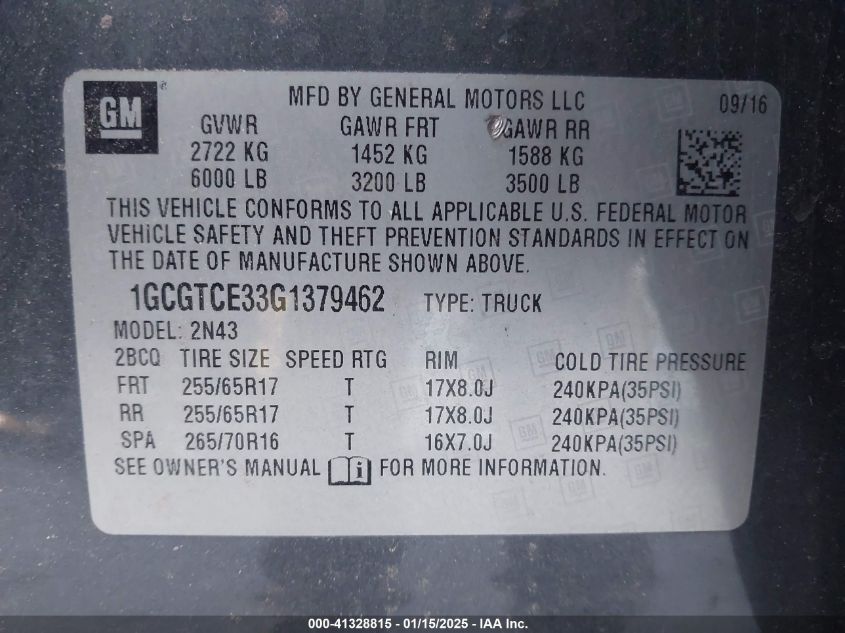 GM ®
MFD BY GENERAL MOTORS LLC 09/16
GVWR GAWR FRT GAWR RR
2722 KG 1452 KG 1588 KG
6000 LB 3200 LB 3500 LB
THIS VEHICLE CONFORMS TO ALL APPLICABLE U.S. FEDERAL MOTOR
VEHICLE SAFETY AND THEFT PREVENTION STANDARDS IN EFFECT ON
THE DATE OF MANUFACTURE SHOWN ABOVE.
1GCGTCE33G1379462 TYPE: TRUCK
MODEL: 2N43
2BCQ TIRE SIZE SPEED RTG RIM COLD TIRE PRESSURE
FRT 255/65R17 T 17X8.0J 240KPA(35PSI)
RR 255/65R17 T 17X8.0J 240KPA(35PSI)
SPA 265/70R16 T 16X7.0J 240KPA(35PSI)
SEE OWNER'S MANUAL i FOR MORE INFORMATION.
000-41328815 - 01/15/2025 - IAA Inc.